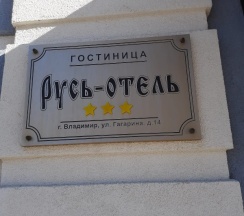 ГОСТИНИЦА
Русь-отель
г. Владимир, ул. Гагарина, д.14